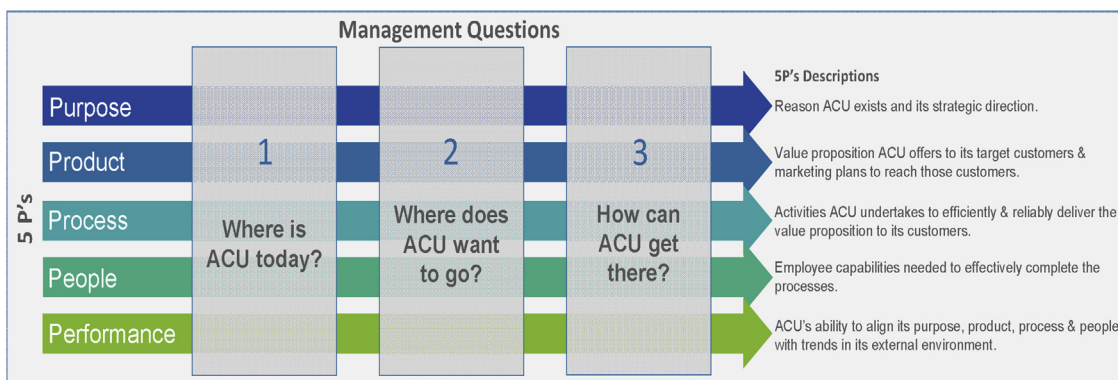 Management Questions
5 P's
Purpose
Product
Process
People
Performance
1
Where is
ACU today?
2
Where does
ACU want
to go?
3
How can
ACU get
there?
5P's Descriptions
Reason ACU exists and its strategic direction.
Value proposition ACU offers to its target customers &
marketing plans to reach those customers.
Activities ACU undertakes to efficiently & reliably deliver the
value proposition to its customers.
Employee capabilities needed to effectively complete the
processes.
ACU's ability to align its purpose, product, process & people
with trends in its external environment.